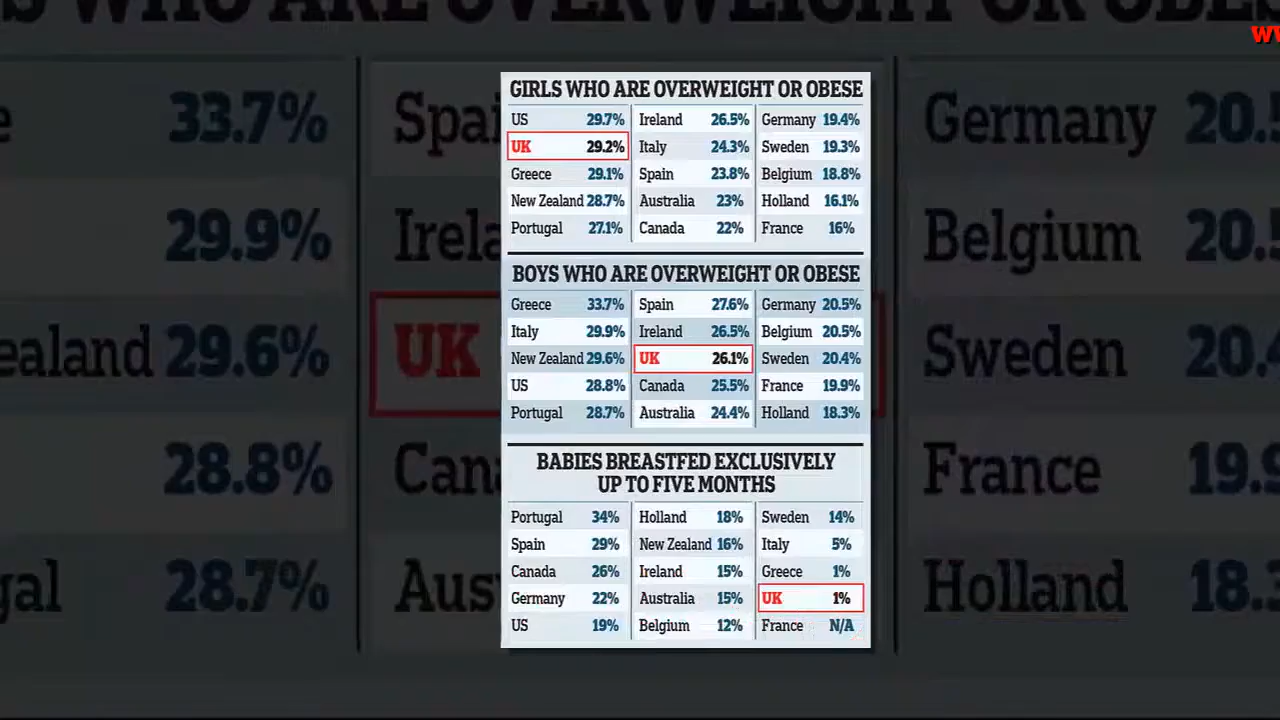 GIRLS WHO ARE OVERWEIGHT OR OBESE
US 29.7% Ireland 26.5% Germany 19.4%
UK 29.2% Italy 24.3% Sweden 19.3%
Greece 29.1% Spain 23.8% Belgium 18.8%
New Zealand 28.7% Australia 23% Holland 16.1%
Portugal 27.1% Canada 22% France 16%
BOYS WHO ARE OVERWEIGHT OR OBESE
Greece 33.7% Spain 27.6% Germany 20.5%
Italy 29.9% Ireland 26.5% Belgium 20.5%
New Zealand 29.6% UK 26.1% Sweden 20.4%
US 28.8% Canada 25.5% France 19.9%
Portugal 28.7% Australia 24.4% Holland 18.3%
BABIES BREASTFED EXCLUSIVELY
UP TO FIVE MONTHS
Portugal 34% Holland 18% Sweden 14%
Spain 29% New Zealand 16% Italy 5%
Canada 26% Ireland 15% Greece 1%
Germany 22% Australia 15% UK 1%
US 19% Belgium 12% France N/A